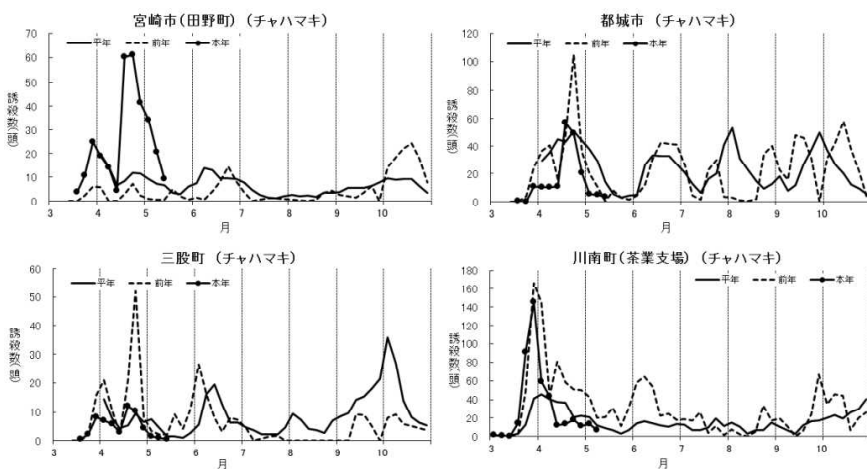 宮崎市(田野町) (チャハマキ)
平年 前年 本年
誘殺数(頭)
70
60
50
40
30
20
10
0
3 4 5 6 7 8 9 10
月
都城市 (チャハマキ)
平年 前年 本年
誘殺数(頭)
120
100
80
60
40
20
0
3 4 5 6 7 8 9 10
月
三股町 (チャハマキ)
平年 前年 本年
誘殺数(頭)
60
50
40
30
20
10
0
3 4 5 6 7 8 9 10
月
川南町(茶業支場) (チャハマキ)
平年 前年 本年
誘殺数(頭)
180
160
140
120
100
80
60
40
20
0
3 4 5 6 7 8 9 10
月